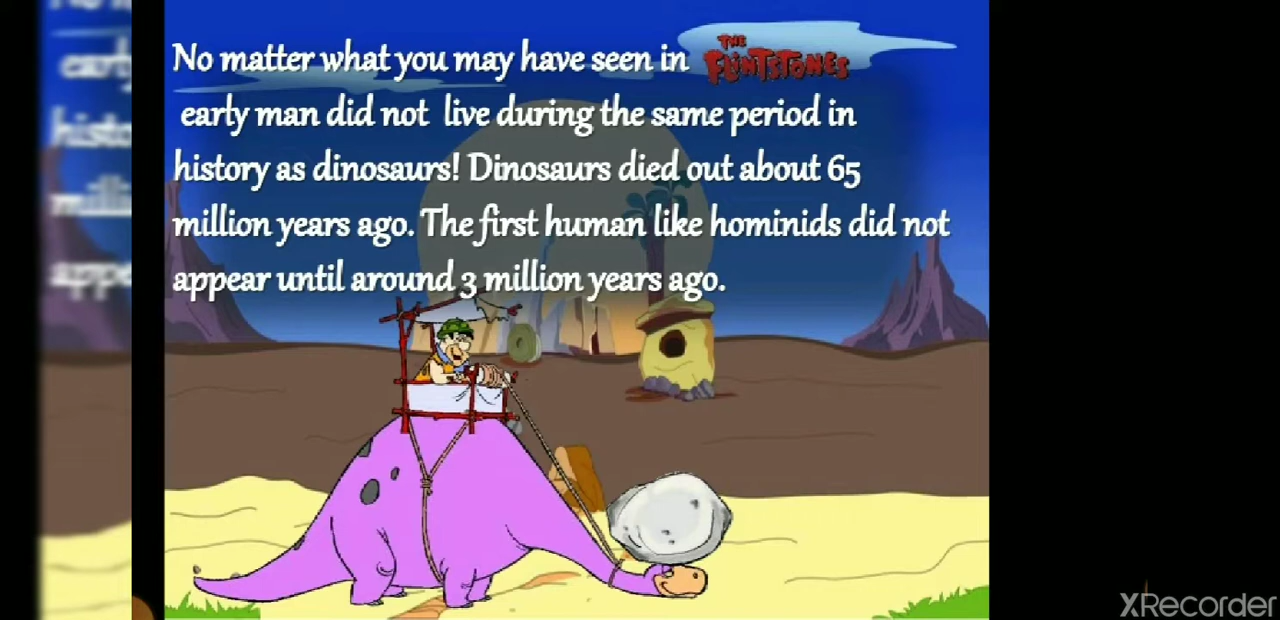 No matter what you may have seen in THE FLINTSTONES
early man did not live during the same period in
history as dinosaurs! Dinosaurs died out about 65
million years ago. The first human like hominids did not
appear until around 3 million years ago.
XRecorder